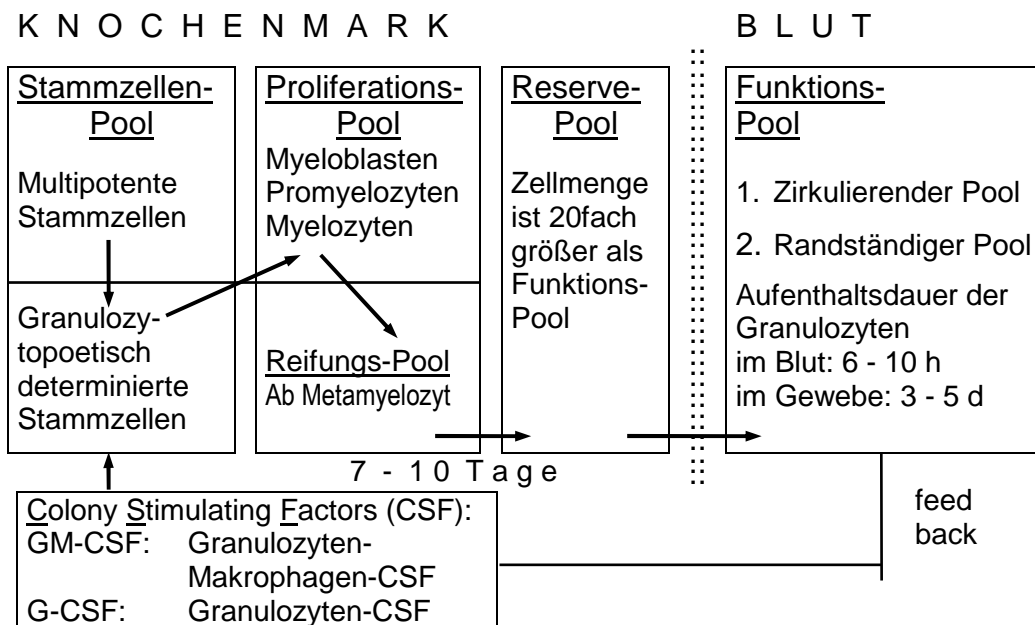 K N O C H E N M A R K
B L U T
Stammzellen-
Pool
Multipotente
Stammzellen
Granulozy-
topoetisch
determinierte
Stammzellen
Proliferations-
Pool
Myeloblasten
Promyelozyten
Myelozyten
Reifungs-Pool
Ab Metamyelozyt
Reserve-
Pool
Zellmenge
ist 20fach
größer als
Funktions-
Pool
Funktions-
Pool
1. Zirkulierender Pool
2. Randständiger Pool
Aufenthaltsdauer der
Granulozyten
im Blut: 6 - 10 h
im Gewebe: 3 - 5 d
7 - 10 Tage
Colony Stimulating Factors (CSF):
GM-CSF: Granulozyten-
Makrophagen-CSF
G-CSF: Granulozyten-CSF
feed
back